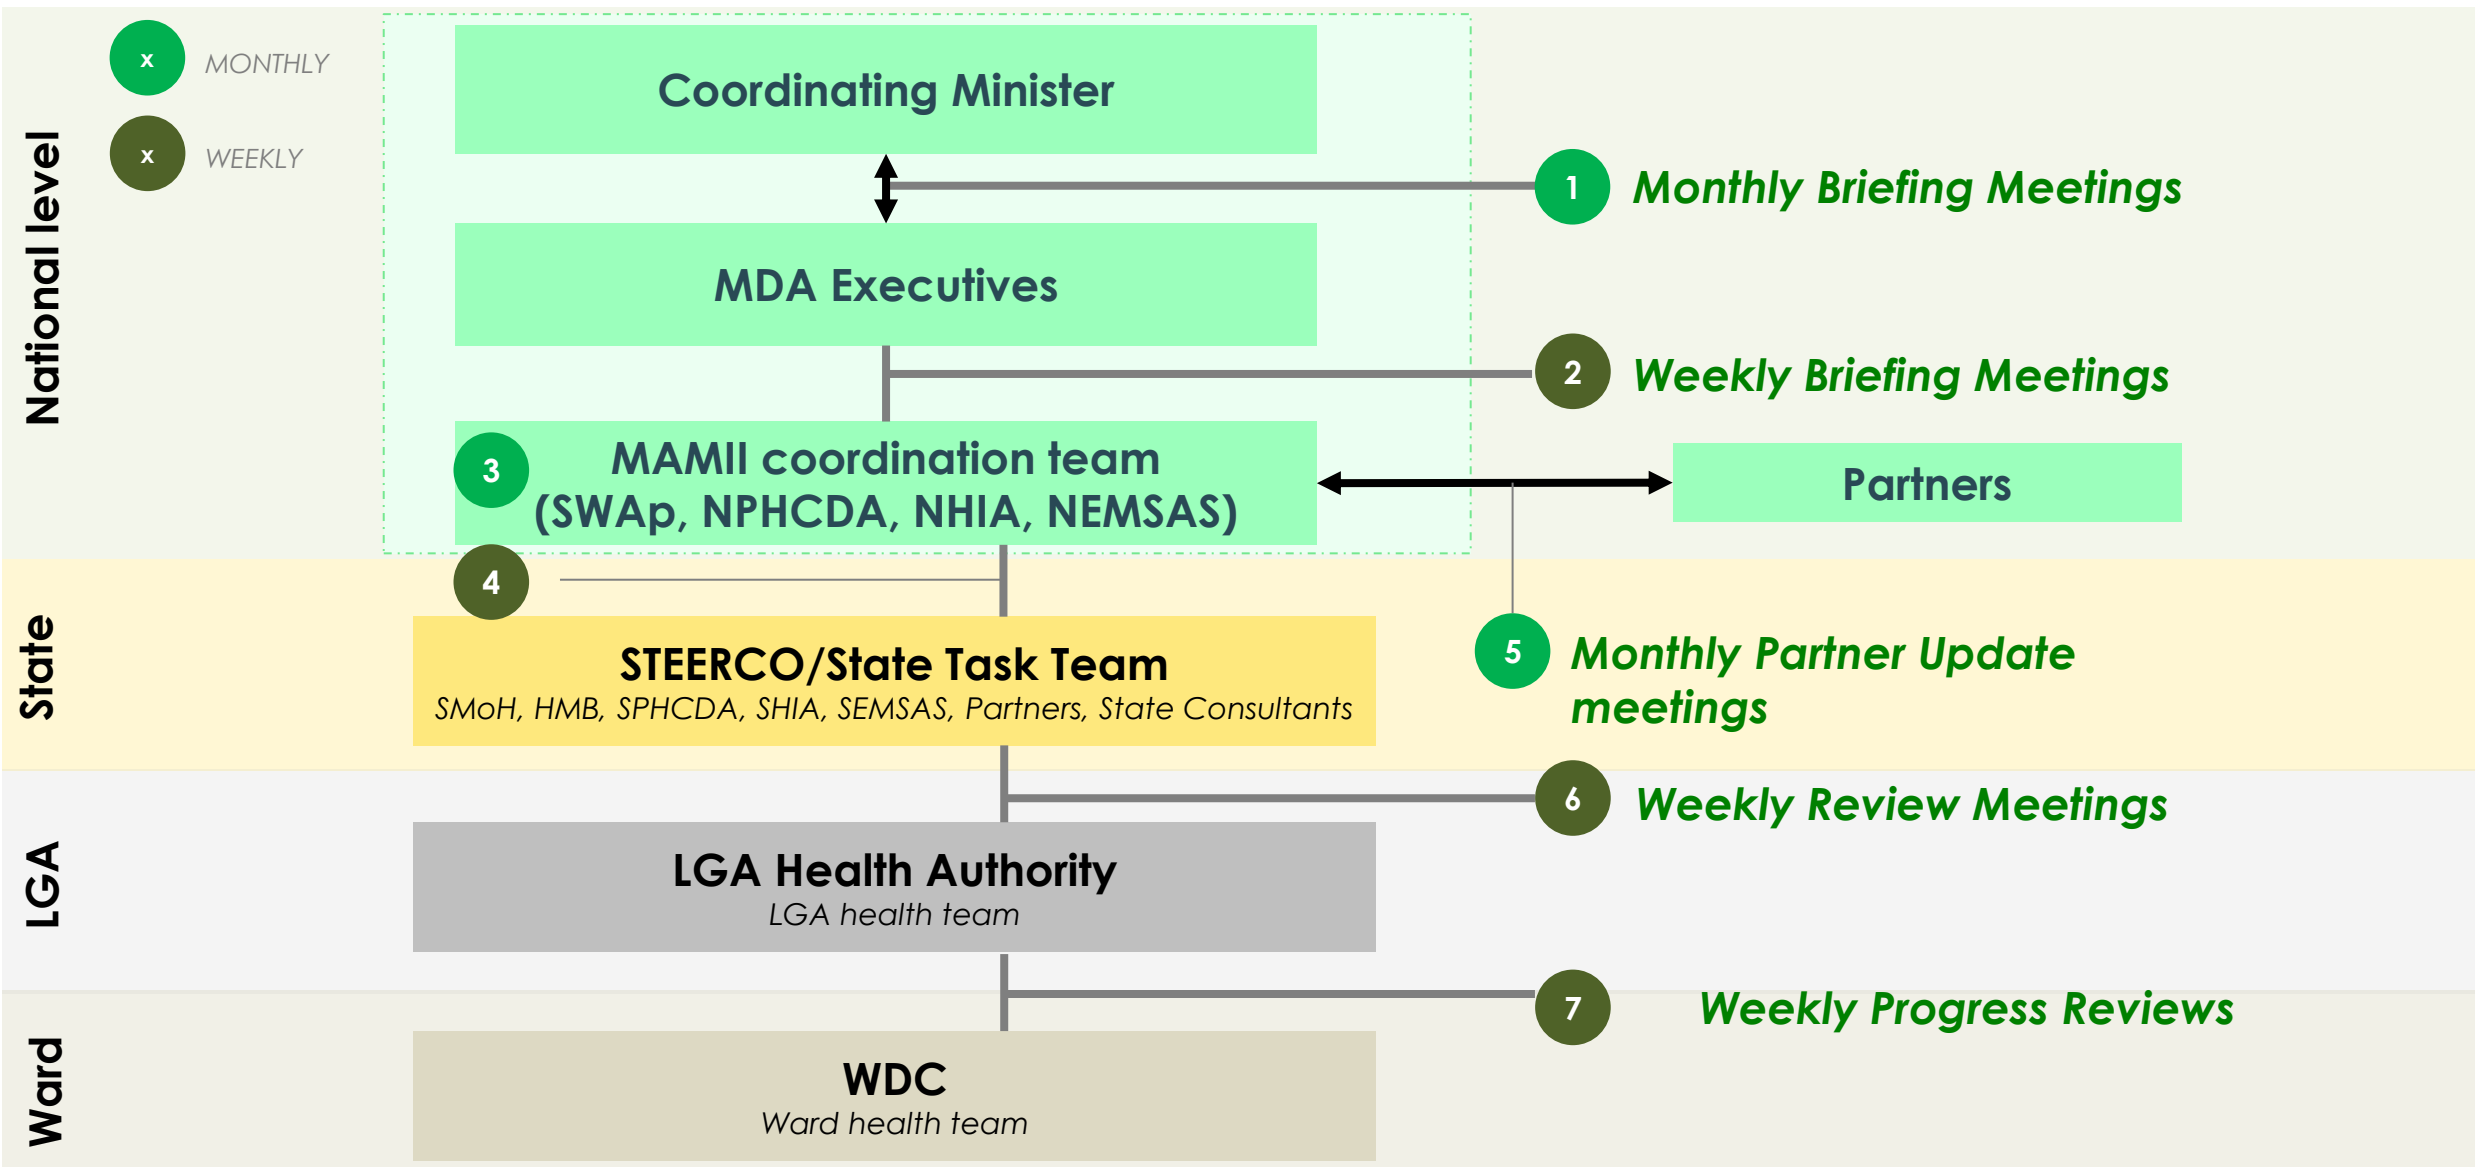 x MONTHLY
x WEEKLY
National level
Coordinating Minister
1 Monthly Briefing Meetings
MDA Executives
2 Weekly Briefing Meetings
3
MAMII coordination team
(SWAp, NPHCDA, NHIA, NEMSAS)
Partners
4
State
STEERCO/State Task Team
SMoH, HMB, SPHCDA, SHIA, SEMSAS, Partners, State Consultants
5 Monthly Partner Update
meetings
6 Weekly Review Meetings
LGA
LGA Health Authority
LGA health team
7 Weekly Progress Reviews
Ward
WDC
Ward health team